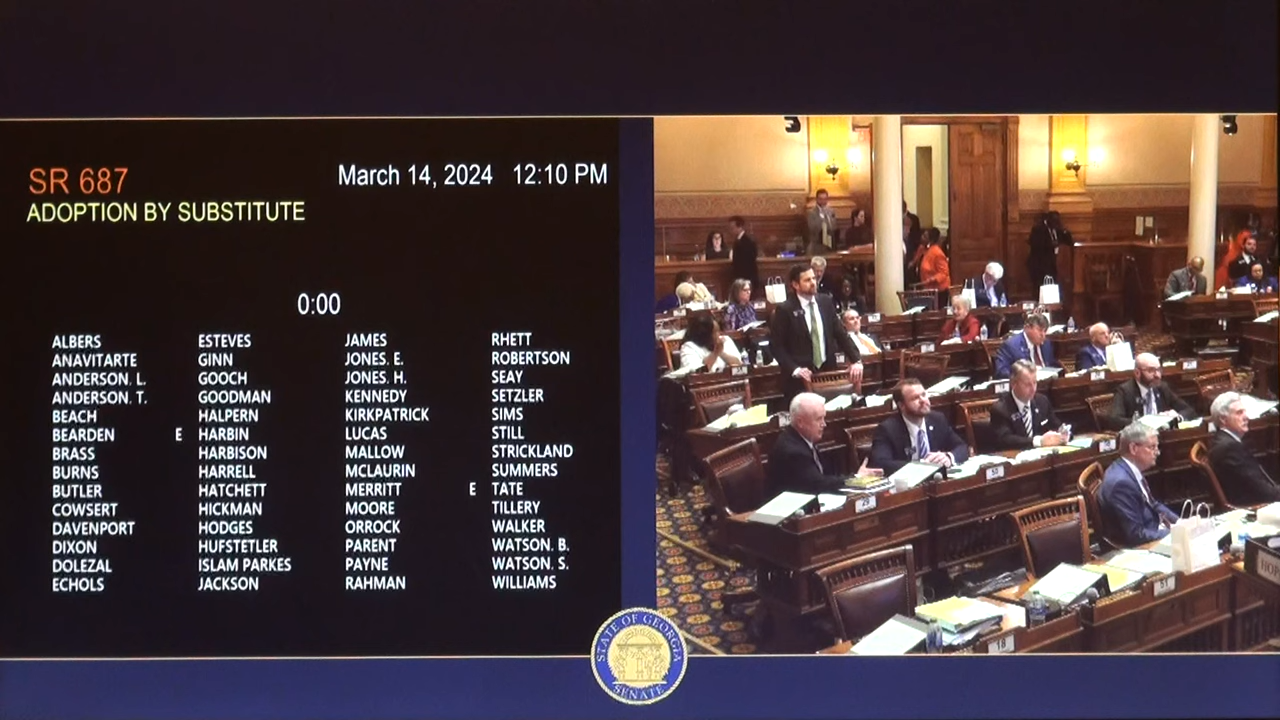 SR 687
March 14, 2024 12:10 PM
ADOPTION BY SUBSTITUTE
0:00
ALBERS
ANAVITARTE
ANDERSON. L.
ANDERSON. T.
BEACH
BEARDEN
BRASS
BURNS
BUTLER
COWSERT
DAVENPORT
DIXON
DOLEZAL
ECHOLS
ESTEVES
GINN
GOOCH
GOODMAN
HALPERN
E HARBIN
HARBISON
HARRELL
HATCHETT
HICKMAN
HODGES
HUFSTETLER
ISLAM PARKES
JACKSON
JAMES
JONES. E.
JONES. H.
KENNEDY
KIRKPATRICK
LUCAS
MALLOW
MCLAURIN
MERRITT
MOORE
ORROCK
PARENT
PAYNE
RAHMAN
RHETT
ROBERTSON
SEAY
SETZLER
SIMS
STILL
STRICKLAND
SUMMERS
E TATE
TILLERY
WALKER
WATSON. B.
WATSON. S.
WILLIAMS
STATE OF GEORGIA
SENATE